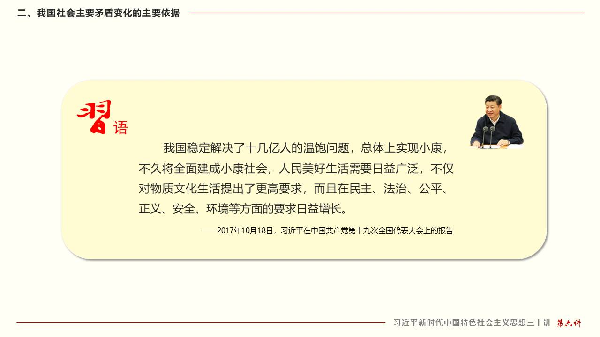 二、我国社会主要矛盾变化的主要依据
習语
我国稳定解决了十几亿人的温饱问题，总体上实现小康，
不久将全面建成小康社会，人民美好生活需要日益广泛，不仅
对物质文化生活提出了更高要求，而且在民主、法治、公平、
正义、安全、环境等方面的要求日益增长。
2017年10月18日，习近平在中国共产党第十九次全国代表大会上的报告
习近平新时代中国特色社会主义思想三十讲 第六讲